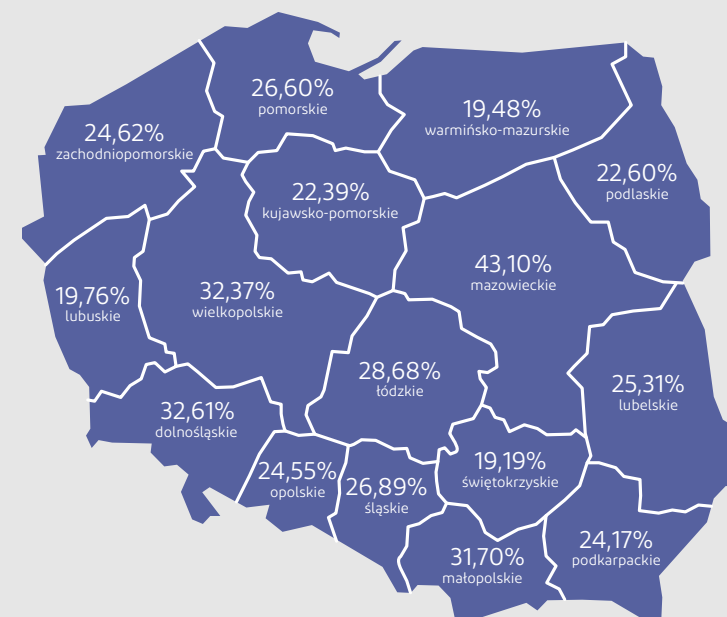 26,60%
pomorskie
19,48%
warmińsko-mazurskie
24,62%
zachodniopomorskie
22,60%
podlaskie
22,39%
kujawsko-pomorskie
43,10%
mazowieckie
19,76%
lubuskie
32,37%
wielkopolskie
28,68%
łódzkie
25,31%
lubelskie
32,61%
dolnośląskie
24,55%
opolskie
26,89%
śląskie
19,19%
świętokrzyskie
31,70%
małopolskie
24,17%
podkarpackie